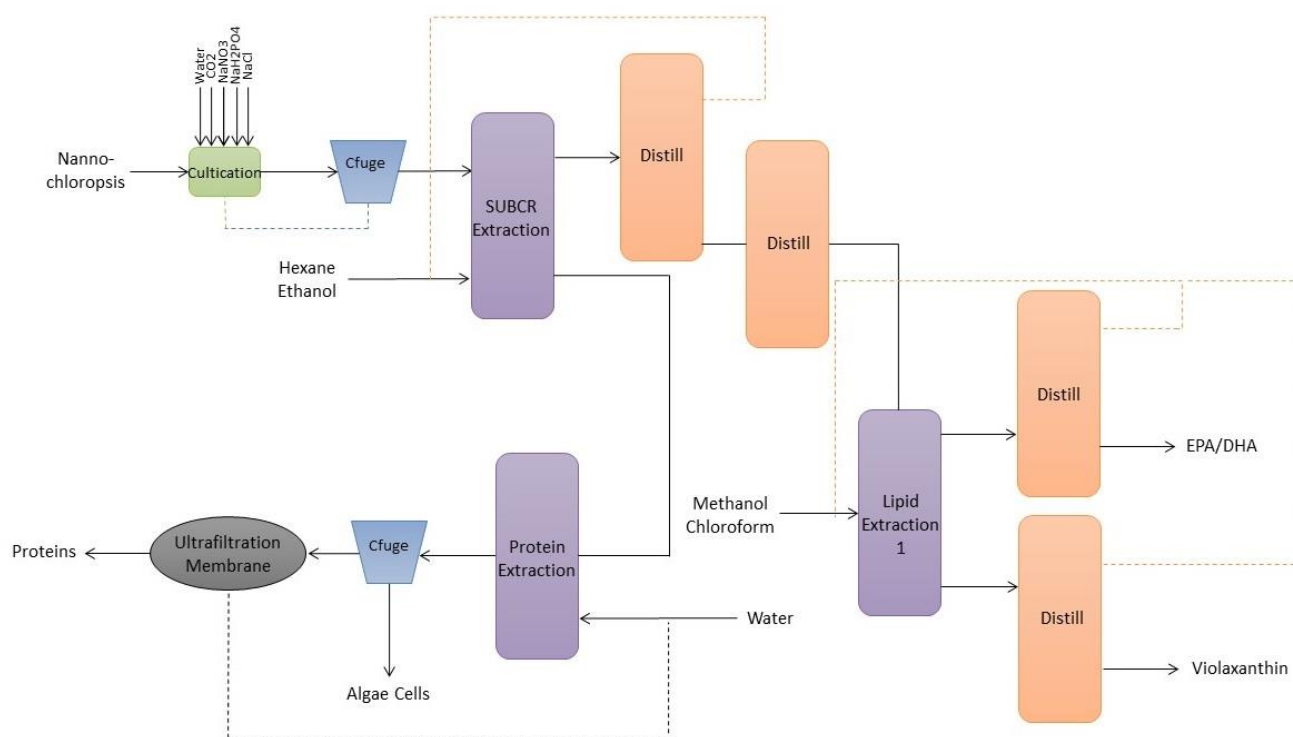 Water
CO2
NaNO3
NaH2PO4
NaCl
Nanno-
chloropsis
Cultication
Cfuge
SUBCR
Extraction
Distill
Distill
Hexane
Ethanol
Distill
EPA/DHA
Methanol
Chloroform
Lipid
Extraction
1
Proteins
Ultrafiltration
Membrane
Cfuge
Protein
Extraction
Water
Distill
Violaxanthin
Algae Cells